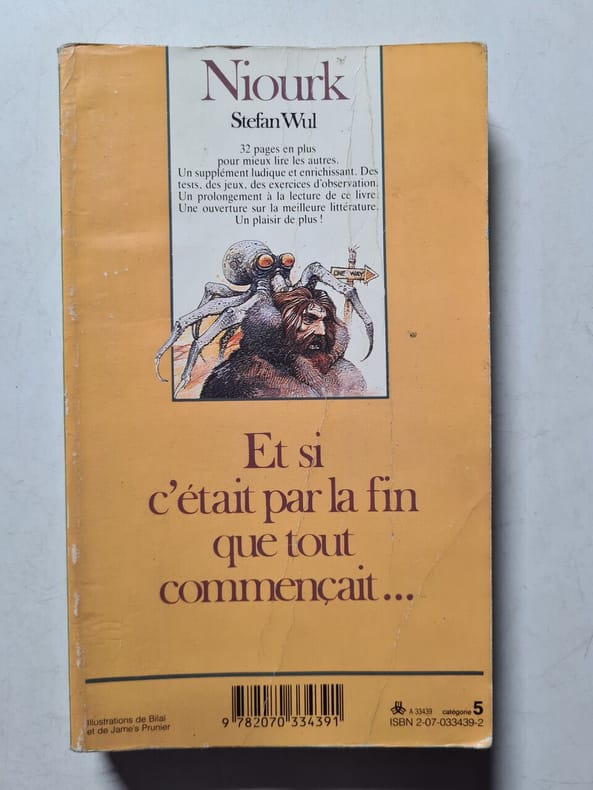 Niourk
Stefan Wul
32 pages en plus
pour mieux lire les autres.
Un supplément ludique et enrichissant. Des
tests, des jeux, des exercices d'observation.
Un prolongement à la lecture de ce livre.
Une ouverture sur la meilleure littérature.
Un plaisir de plus !
ONE WAY
Et si
c'était par la fin
que tout
commençait...
Illustrations de Bilal
et de Jame's Prunier
9 782070 334391
A 33439 catégorie 5
ISBN 2-07-033439-2